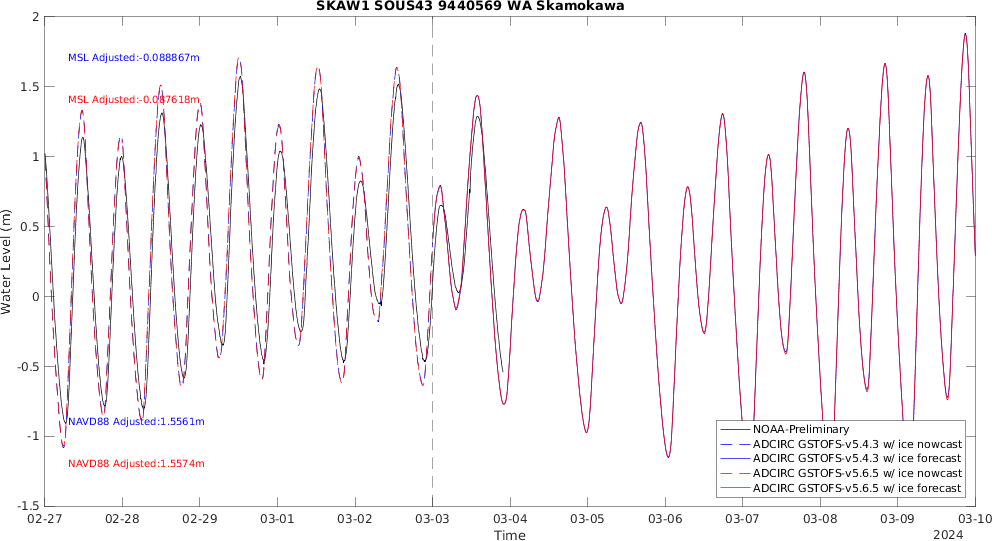 SKAW1 SOUS43 9440569 WA Skamokawa
MSL Adjusted:-0.088867m
MSL Adjusted:-0.087618m
NAVD88 Adjusted:1.5561m
NAVD88 Adjusted:1.5574m
Water Level (m)
2
1.5
1
0.5
0
-0.5
-1
-1.5
NOAA-Preliminary
ADCIRC GSTOFS-v5.4.3 w/ ice nowcast
ADCIRC GSTOFS-v5.4.3 w/ ice forecast
ADCIRC GSTOFS-v5.6.5 w/ ice nowcast
ADCIRC GSTOFS-v5.6.5 w/ ice forecast
02-27 02-28 02-29 03-01 03-02 03-03 03-04 03-05 03-06 03-07 03-08 03-09 03-10
Time
2024